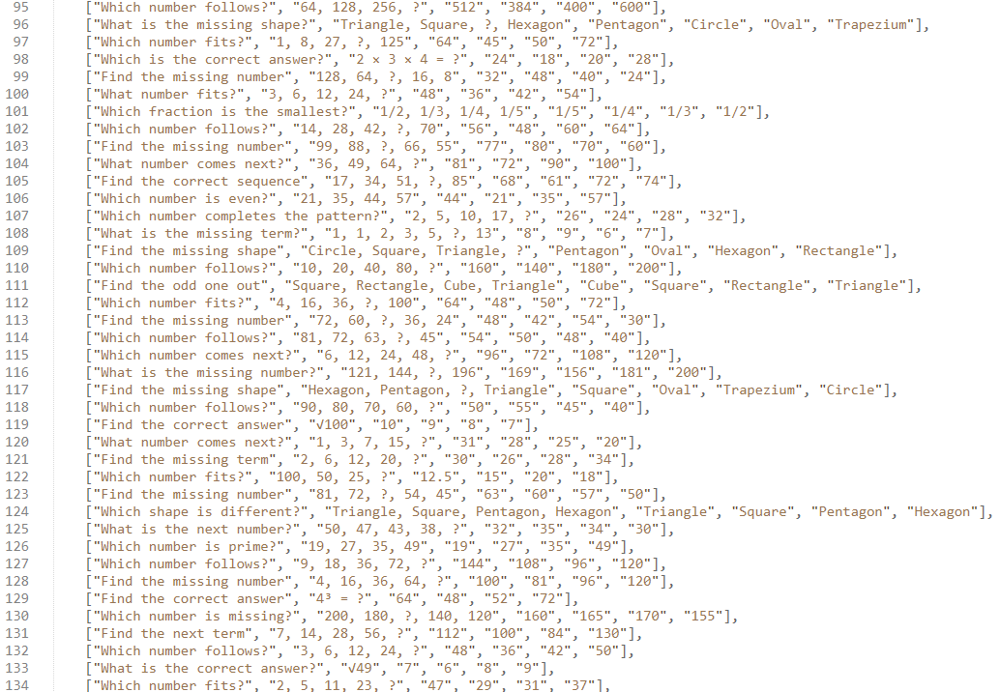 95 ["Which number follows?", "64, 128, 256, ?", "512", "384", "400", "600"],
96 ["What is the missing shape?", "Triangle, Square, ?, Hexagon", "Pentagon", "Circle", "Oval", "Trapezium"],
97 ["Which number fits?", "1, 8, 27, ?, 125", "64", "45", "50", "72"],
98 ["Which is the correct answer?", "2 × 3 × 4 = ?", "24", "18", "20", "28"],
99 ["Find the missing number", "128, 64, ?, 16, 8", "32", "48", "40", "24"],
100 ["What number fits?", "3, 6, 12, 24, ?", "48", "36", "42", "54"],
101 ["Which fraction is the smallest?", "1/2, 1/3, 1/4, 1/5", "1/5", "1/4", "1/3", "1/2"],
102 ["Which number follows?", "14, 28, 42, ?, 70", "56", "48", "60", "64"],
103 ["Find the missing number", "99, 88, ?, 66, 55", "77", "80", "70", "60"],
104 ["What number comes next?", "36, 49, 64, ?", "81", "72", "90", "100"],
105 ["Find the correct sequence", "17, 34, 51, ?, 85", "68", "61", "72", "74"],
106 ["Which number is even?", "21, 35, 44, 57", "44", "21", "35", "57"],
107 ["Which number completes the pattern?", "2, 5, 10, 17, ?", "26", "24", "28", "32"],
108 ["What is the missing term?", "1, 1, 2, 3, 5, ?, 13", "8", "9", "6", "7"],
109 ["Find the missing shape", "Circle, Square, Triangle, ?", "Pentagon", "Oval", "Hexagon", "Rectangle"],
110 ["Which number follows?", "10, 20, 40, 80, ?", "160", "140", "180", "200"],
111 ["Find the odd one out", "Square, Rectangle, Cube, Triangle", "Cube", "Square", "Rectangle", "Triangle"],
112 ["Which number fits?", "4, 16, 36, ?, 100", "64", "48", "50", "72"],
113 ["Find the missing number", "72, 60, ?, 36, 24", "48", "42", "54", "30"],
114 ["Which number follows?", "81, 72, 63, ?, 45", "54", "50", "48", "40"],
115 ["Which number comes next?", "6, 12, 24, 48, ?", "96", "72", "108", "120"],
116 ["What is the missing number?", "121, 144, ?, 196", "169", "156", "181", "200"],
117 ["Find the missing shape", "Hexagon, Pentagon, ?, Triangle", "Square", "Oval", "Trapezium", "Circle"],
118 ["Which number follows?", "90, 80, 70, 60, ?", "50", "55", "45", "40"],
119 ["Find the correct answer", "√100", "10", "9", "8", "7"],
120 ["What number comes next?", "1, 3, 7, 15, ?", "31", "28", "25", "20"],
121 ["Find the missing term", "2, 6, 12, 20, ?", "30", "26", "28", "34"],
122 ["Which number fits?", "100, 50, 25, ?", "12.5", "15", "20", "18"],
123 ["Find the missing number", "81, 72, ?, 54, 45", "63", "60", "57", "50"],
124 ["Which shape is different?", "Triangle, Square, Pentagon, Hexagon", "Triangle", "Square", "Pentagon", "Hexagon"],
125 ["What is the next number?", "50, 47, 43, 38, ?", "32", "35", "34", "30"],
126 ["Which number is prime?", "19, 27, 35, 49", "19", "27", "35", "49"],
127 ["Which number follows?", "9, 18, 36, 72, ?", "144", "108", "96", "120"],
128 ["Find the missing number", "4, 16, 36, 64, ?", "100", "81", "96", "120"],
129 ["Find the correct answer", "4³ = ?", "64", "48", "52", "72"],
130 ["Which number is missing?", "200, 180, ?, 140, 120", "160", "165", "170", "155"],
131 ["Find the next term", "7, 14, 28, 56, ?", "112", "100", "84", "130"],
132 ["Which number follows?", "3, 6, 12, 24, ?", "48", "36", "42", "50"],
133 ["What is the correct answer?", "√49", "7", "6", "8", "9"],
134 ["Which number fits?", "2, 5, 11, 23, ?", "47", "29", "31", "37"],